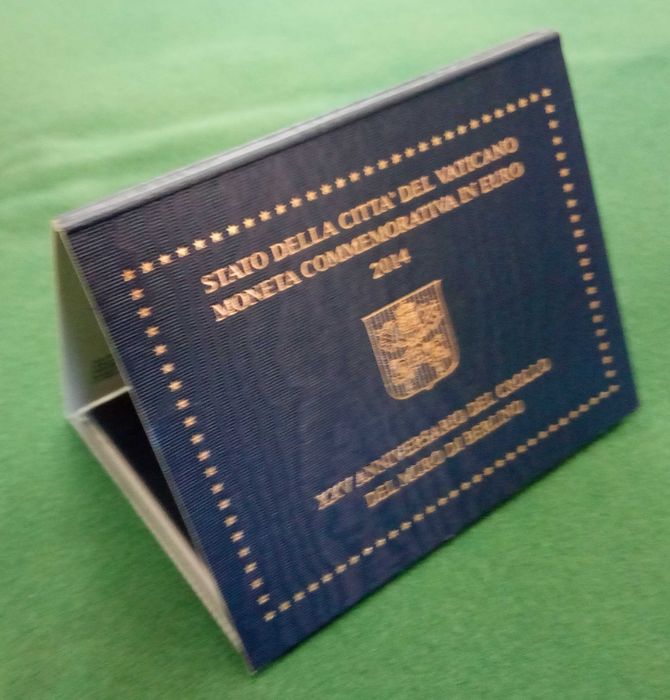 STATO DELLA CITTA' DEL VATICANO
MONETA COMMEMORATIVA IN EURO
2014
XXV ANNIVERSARIO DEL CROLLO
DEL MURO DI BERLINO